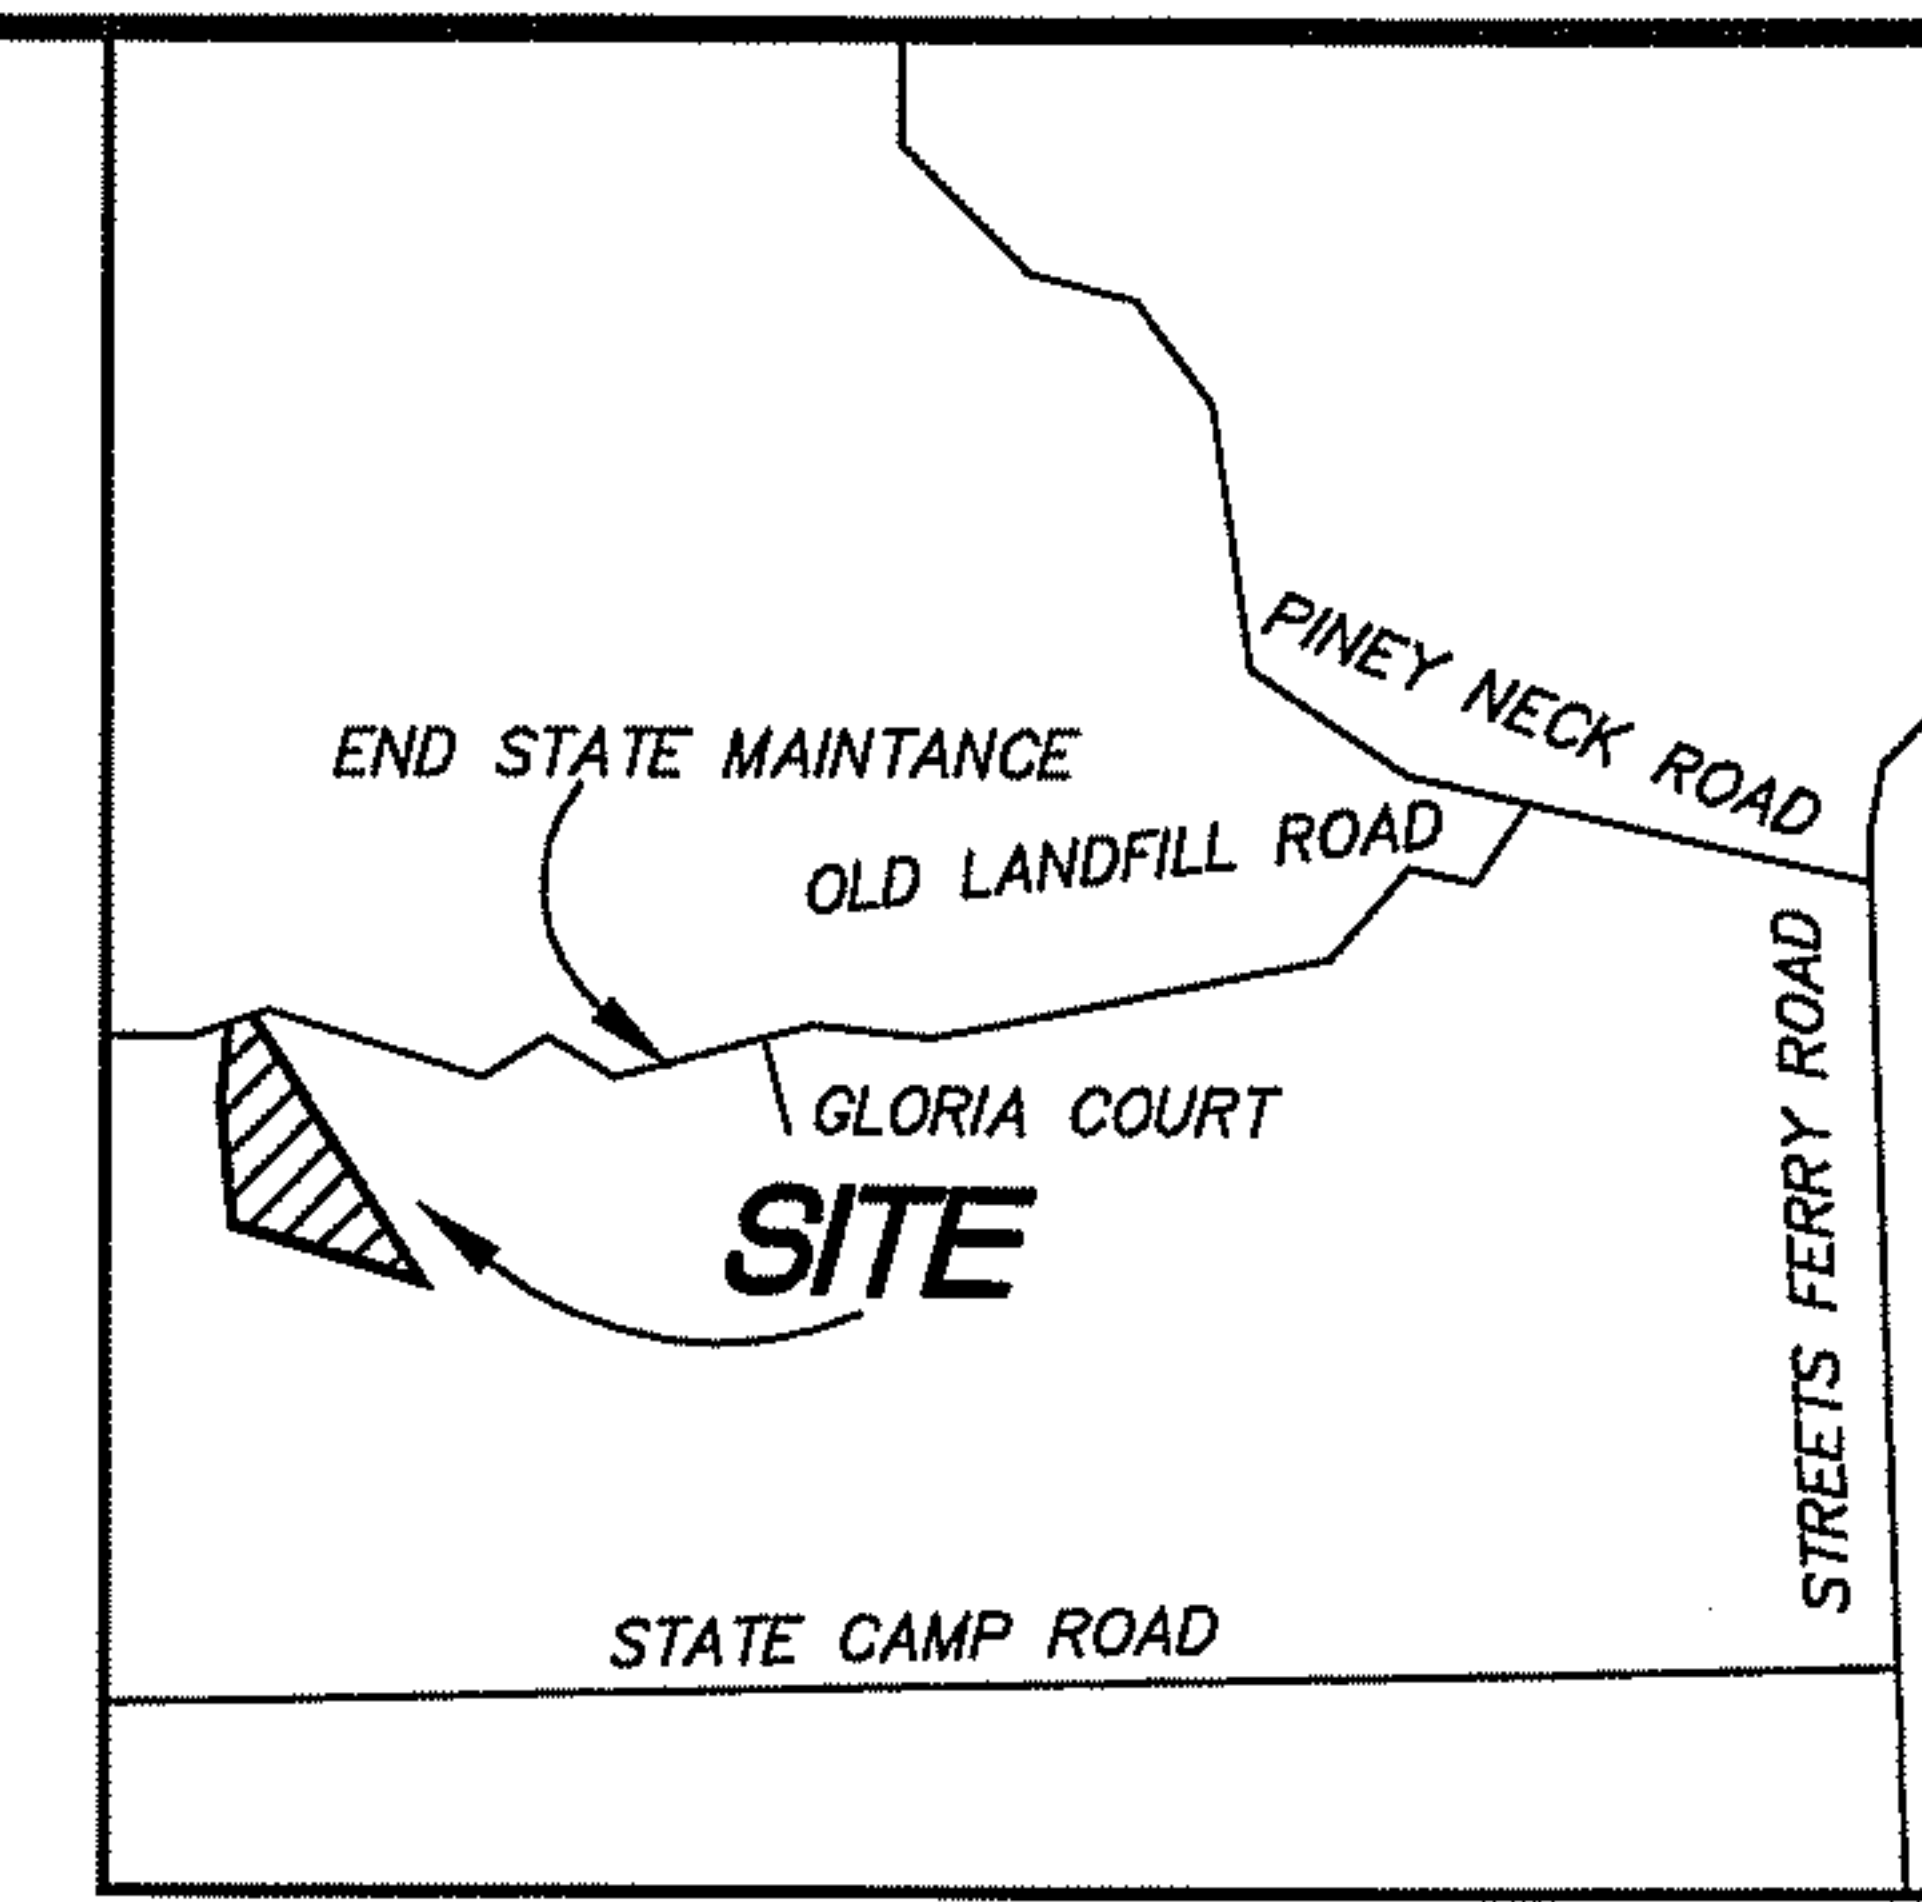 PINEY NECK ROAD
END STATE MAINTANCE
OLD LANDFILL ROAD
GLORIA COURT
SITE
STREETS FERRY ROAD
STATE CAMP ROAD